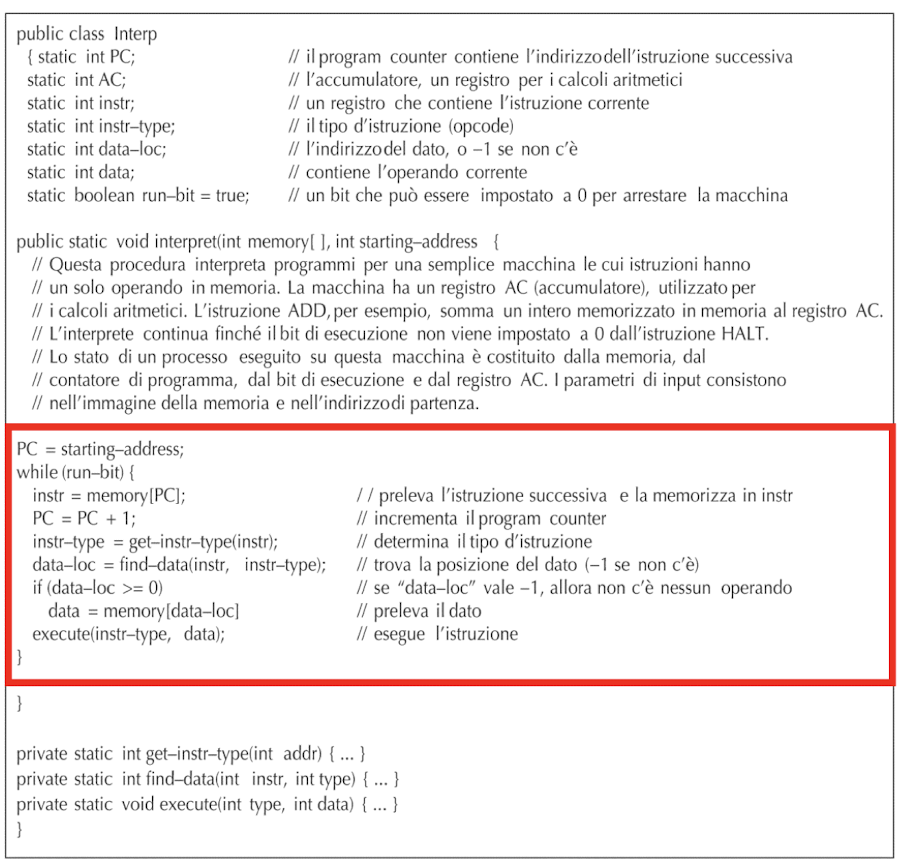 public class Interp
{ static int PC; // il program counter contiene l'indirizzo dell'istruzione successiva
static int AC; // l'accumulatore, un registro per i calcoli aritmetici
static int instr; // un registro che contiene l'istruzione corrente
static int instr–type; // il tipo d'istruzione (opcode)
static int data–loc; // l'indirizzo del dato, o –1 se non c'è
static int data; // contiene l'operando corrente
static boolean run–bit = true; // un bit che può essere impostato a 0 per arrestare la macchina
public static void interpret(int memory[ ], int starting–address {
// Questa procedura interpreta programmi per una semplice macchina le cui istruzioni hanno
// un solo operando in memoria. La macchina ha un registro AC (accumulatore), utilizzato per
// i calcoli aritmetici. L'istruzione ADD, per esempio, somma un intero memorizzato in memoria al registro AC.
// L'interprete continua finché il bit di esecuzione non viene impostato a 0 dall'istruzione HALT.
// Lo stato di un processo eseguito su questa macchina è costituito dalla memoria, dal
// contatore di programma, dal bit di esecuzione e dal registro AC. I parametri di input consistono
// nell'immagine della memoria e nell'indirizzo di partenza.
PC = starting–address;
while (run–bit) {
instr = memory[PC]; / / preleva l'istruzione successiva e la memorizza in instr
PC = PC + 1; // incrementa il program counter
instr–type = get–instr–type(instr); // determina il tipo d'istruzione
data–loc = find–data(instr, instr–type); // trova la posizione del dato (–1 se non c'è)
if (data–loc >= 0) // se "data–loc" vale –1, allora non c'è nessun operando
data = memory[data–loc] // preleva il dato
execute(instr–type, data); // esegue l'istruzione
}
}
private static int get–instr–type(int addr) { ... }
private static int find–data(int instr, int type) { ... }
private static void execute(int type, int data) { ... }
}